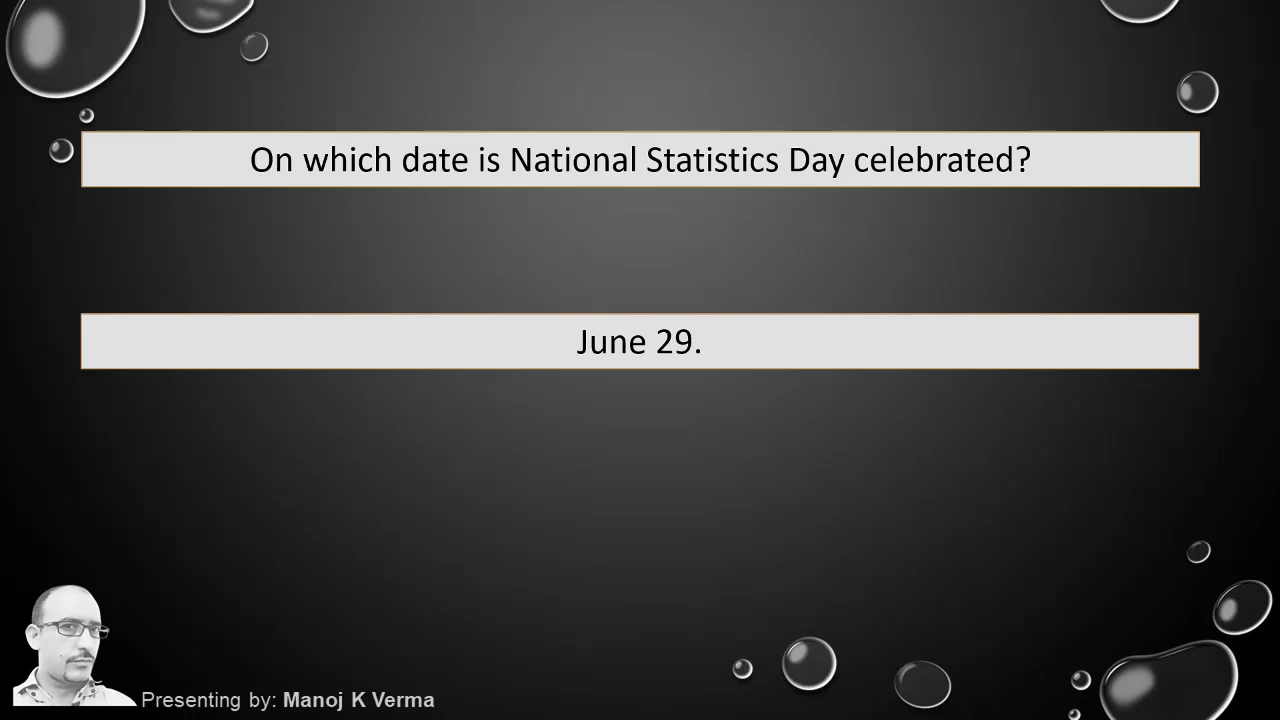 On which date is National Statistics Day celebrated?
June 29.
Presenting by: Manoj K Verma